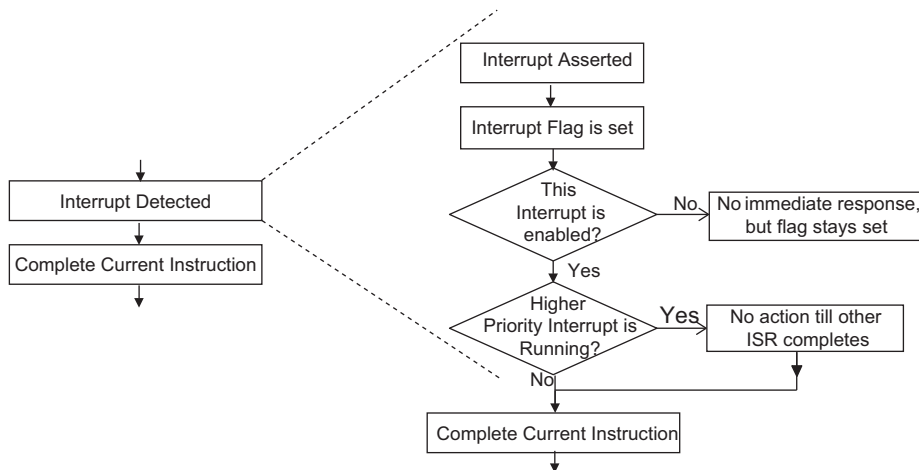 Interrupt Detected
Complete Current Instruction
Interrupt Asserted
Interrupt Flag is set
This
Interrupt is
enabled?
No
No immediate response,
but flag stays set
Yes
Higher
Priority Interrupt is
Running?
Yes
No action till other
ISR completes
No
Complete Current Instruction